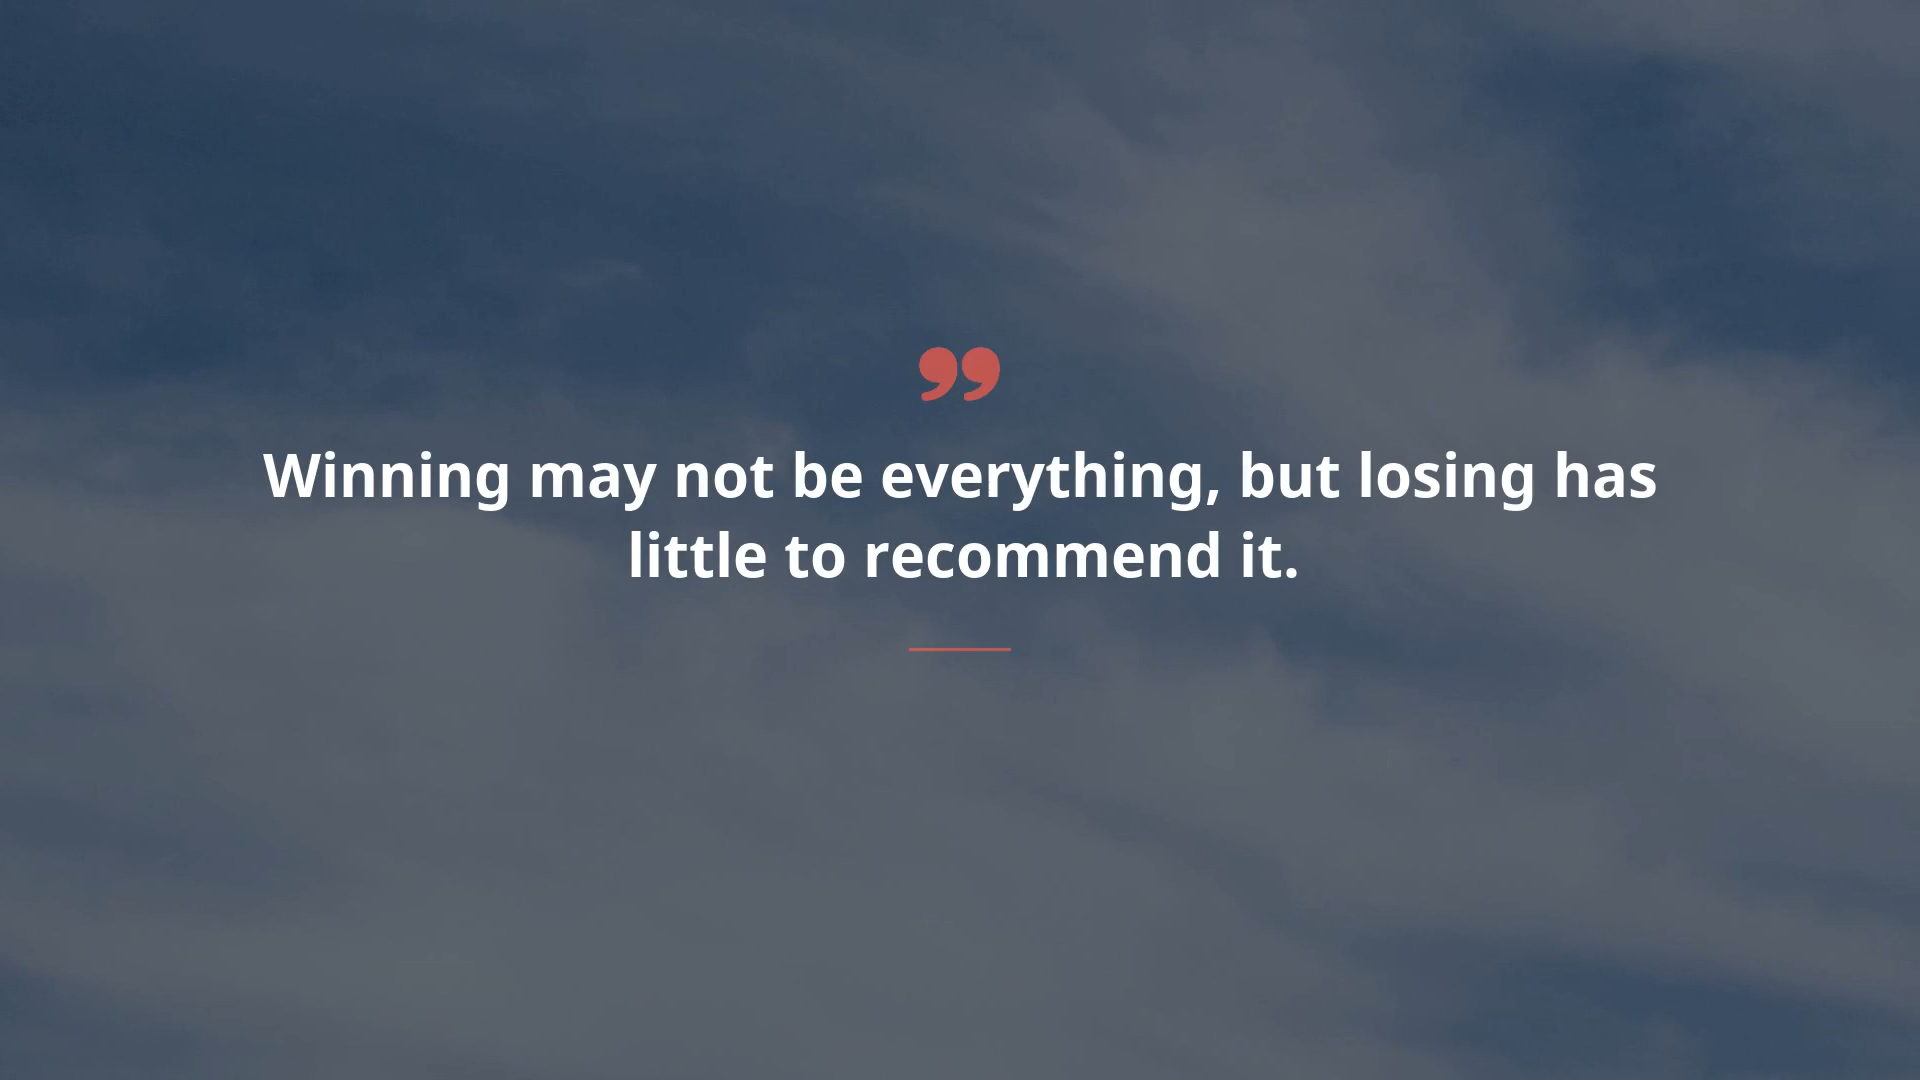 ”
Winning may not be everything, but losing has
little to recommend it.